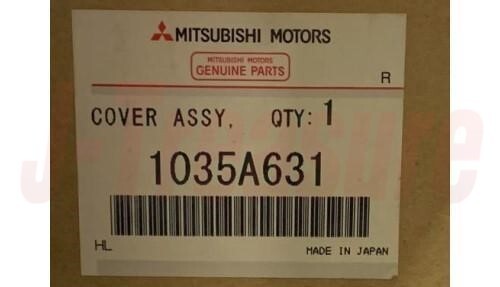 MITSUBISHI MOTORS
MITSUBISHI MOTORS
GENUINE PARTS
R
COVER ASSY, QTY: 1
1035A631
HL
MADE IN JAPAN